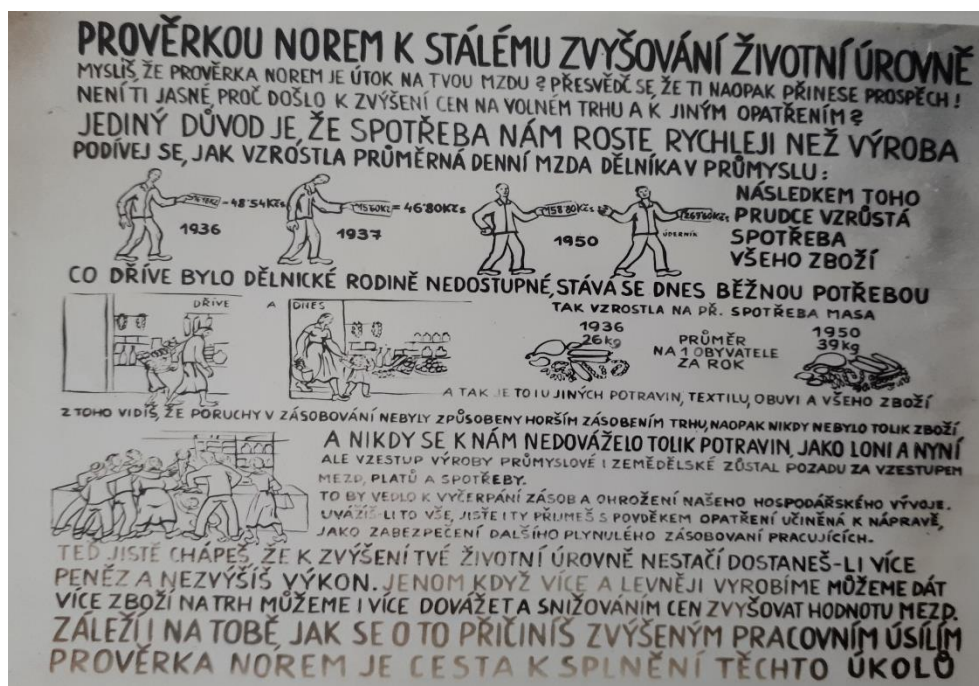 PROVĚRKOU NOREM K STÁLÉMU ZVYŠOVÁNÍ ŽIVOTNÍ ÚROVNĚ
MYSLÍŠ, ŽE PROVĚRKA NOREM JE ÚTOK NA TVOU MZDU? PŘESVĚDČ SE, ŽE TI NAOPAK PŘINESE PROSPĚCH!
NENÍ TI JASNÉ, PROČ DOŠLO K ZVÝŠENÍ CEN NA VOLNÉM TRHU A K JINÝM OPATŘENÍM?
JEDINÝ DŮVOD JE, ŽE SPOTŘEBA NÁM ROSTE RYCHLEJI NEŽ VÝROBA
PODÍVEJ SE, JAK VZROSTLA PRŮMĚRNÁ DENNÍ MZDA DĚLNÍKA V PRŮMYSLU:
- 48'54 Kčs
1936
= 46'80 Kčs
1937
158'80 Kčs
1950
ÚDERNÍK
NÁSLEDKEM TOHO
PRUDCE VZRŮSTÁ
SPOTŘEBA
VŠEHO ZBOŽÍ
CO DŘÍVE BYLO DĚLNICKÉ RODINĚ NEDOSTUPNÉ, STÁVÁ SE DNES BĚŽNOU POTŘEBOU
DŘÍVE A DNES
TAK VZROSTLA NA PŘ. SPOTŘEBA MASA
1936
26 kg
PRŮMĚR
NA 1 OBYVATELE
ZA ROK
1950
39 kg
A TAK JE TO I U JINÝCH POTRAVIN, TEXTILU, OBUVI A VŠEHO ZBOŽÍ
Z TOHO VIDÍŠ, ŽE PORUCHY V ZÁSOBOVÁNÍ NEBYLY ZPŮSOBENY HORŠÍM ZÁSOBENÍM TRHU, NAOPAK NIKDY NEBYLO TOLIK ZBOŽÍ
A NIKDY SE K NÁM NEDOVÁŽELO TOLIK POTRAVIN, JAKO LONI A NYNÍ
ALE VZESTUP VÝROBY PRŮMYSLOVÉ I ZEMĚDĚLSKÉ ZŮSTAL POZADU ZA VZESTUPEM
MEZD, PLATŮ A SPOTŘEBY.
TO BY VEDLO K VYČERPÁNÍ ZÁSOB A OHROŽENÍ NAŠEHO HOSPODÁŘSKÉHO VÝVOJE.
UVÁŽÍŠ-LI TO VŠE, JISTĚ I TY PŘIJMEŠ S POVDĚKEM OPATŘENÍ UČINĚNÁ K NÁPRAVĚ,
JAKO ZABEZPEČENÍ DALŠÍHO PLYNULÉHO ZÁSOBOVÁNÍ PRACUJÍCÍCH.
TEĎ JISTĚ CHÁPEŠ, ŽE K ZVÝŠENÍ TVÉ ŽIVOTNÍ ÚROVNĚ NESTAČÍ DOSTANEŠ-LI VÍCE
PENĚZ A NEZVÝŠÍŠ VÝKON. JENOM KDYŽ VÍCE A LEVNĚJI VYROBÍME MŮŽEME DÁT
VÍCE ZBOŽÍ NA TRH MŮŽEME I VÍCE DOVÁŽET A SNIŽOVÁNÍM CEN ZVYŠOVAT HODNOTU MEZD.
ZÁLEŽÍ I NA TOBĚ, JAK SE O TO PŘIČINÍŠ ZVÝŠENÝM PRACOVNÍM ÚSILÍM
PROVĚRKA NOREM JE CESTA K SPLNĚNÍ TĚCHTO ÚKOLŮ